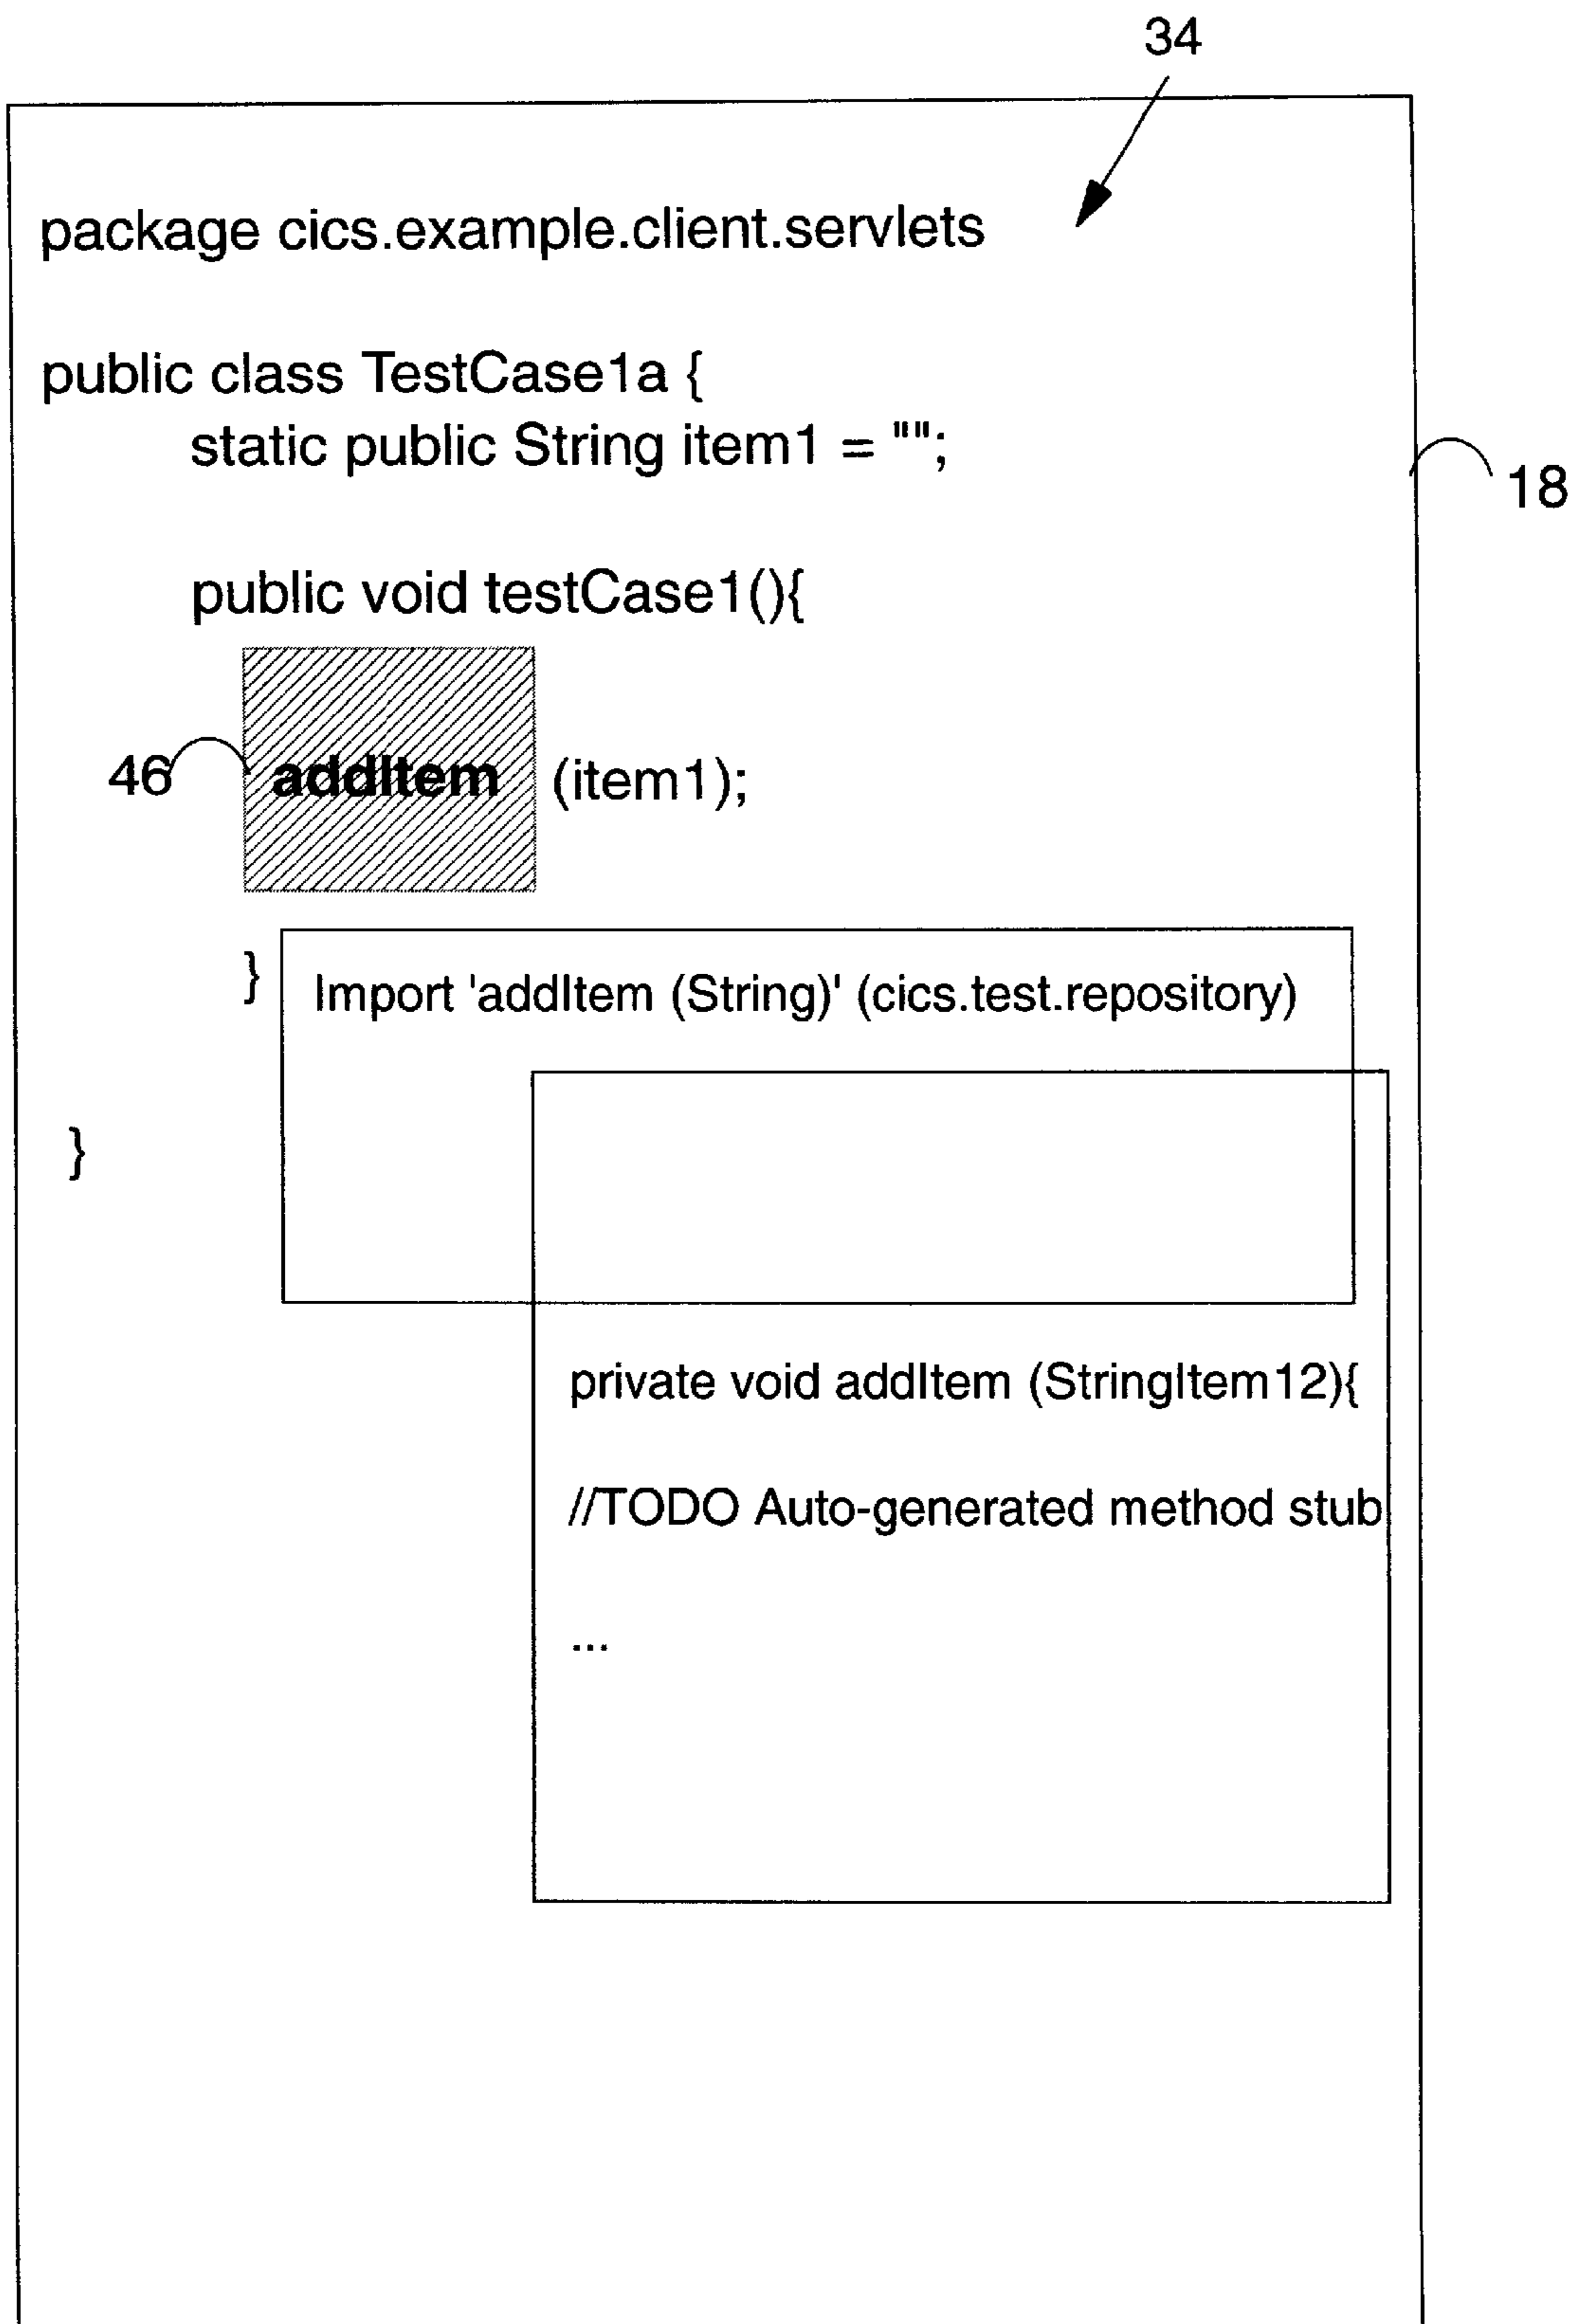 34
package cics.example.client.servlets
public class TestCase1a {
static public String item1 = "";
18
public void testCase1(){
46 addItem (item1);
} Import 'addItem (String)' (cics.test.repository)
}
private void addItem (StringItem12){
//TODO Auto-generated method stub
...